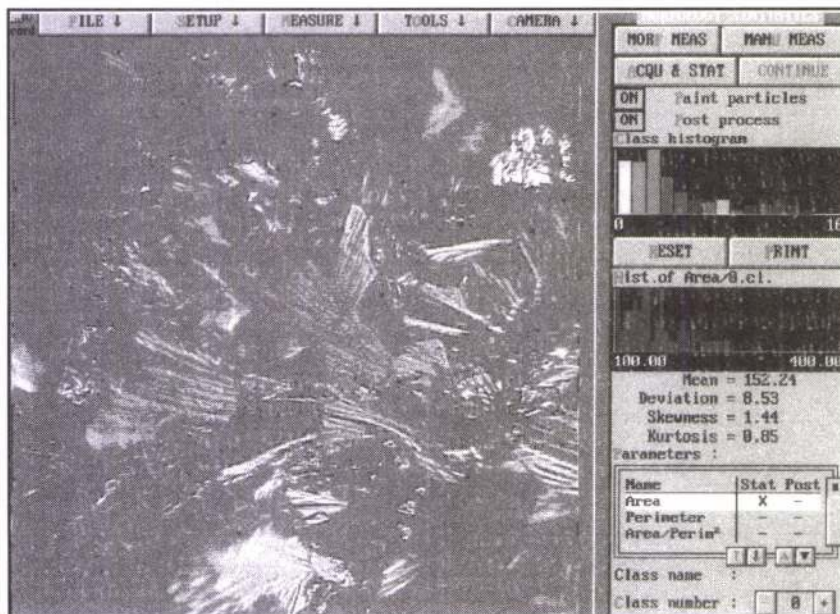 FILE ↓ SETUP ↓ MEASURE ↓ TOOLS ↓ CAMERA ↓
MORF MEAS MANU MEAS
ACQU & STAT CONTINUE
ON Paint particles
ON Post process
Class histogram
0 16
RESET PRINT
Hist.of Area/0.cl.
100.00 400.00
Mean = 152.24
Deviation = 8.53
Skewness = 1.44
Kurtosis = 0.85
Parameters :
Name Stat Post
Area X -
Perimeter - -
Area/Perim² - -
Class name :
Class number : - 0 +